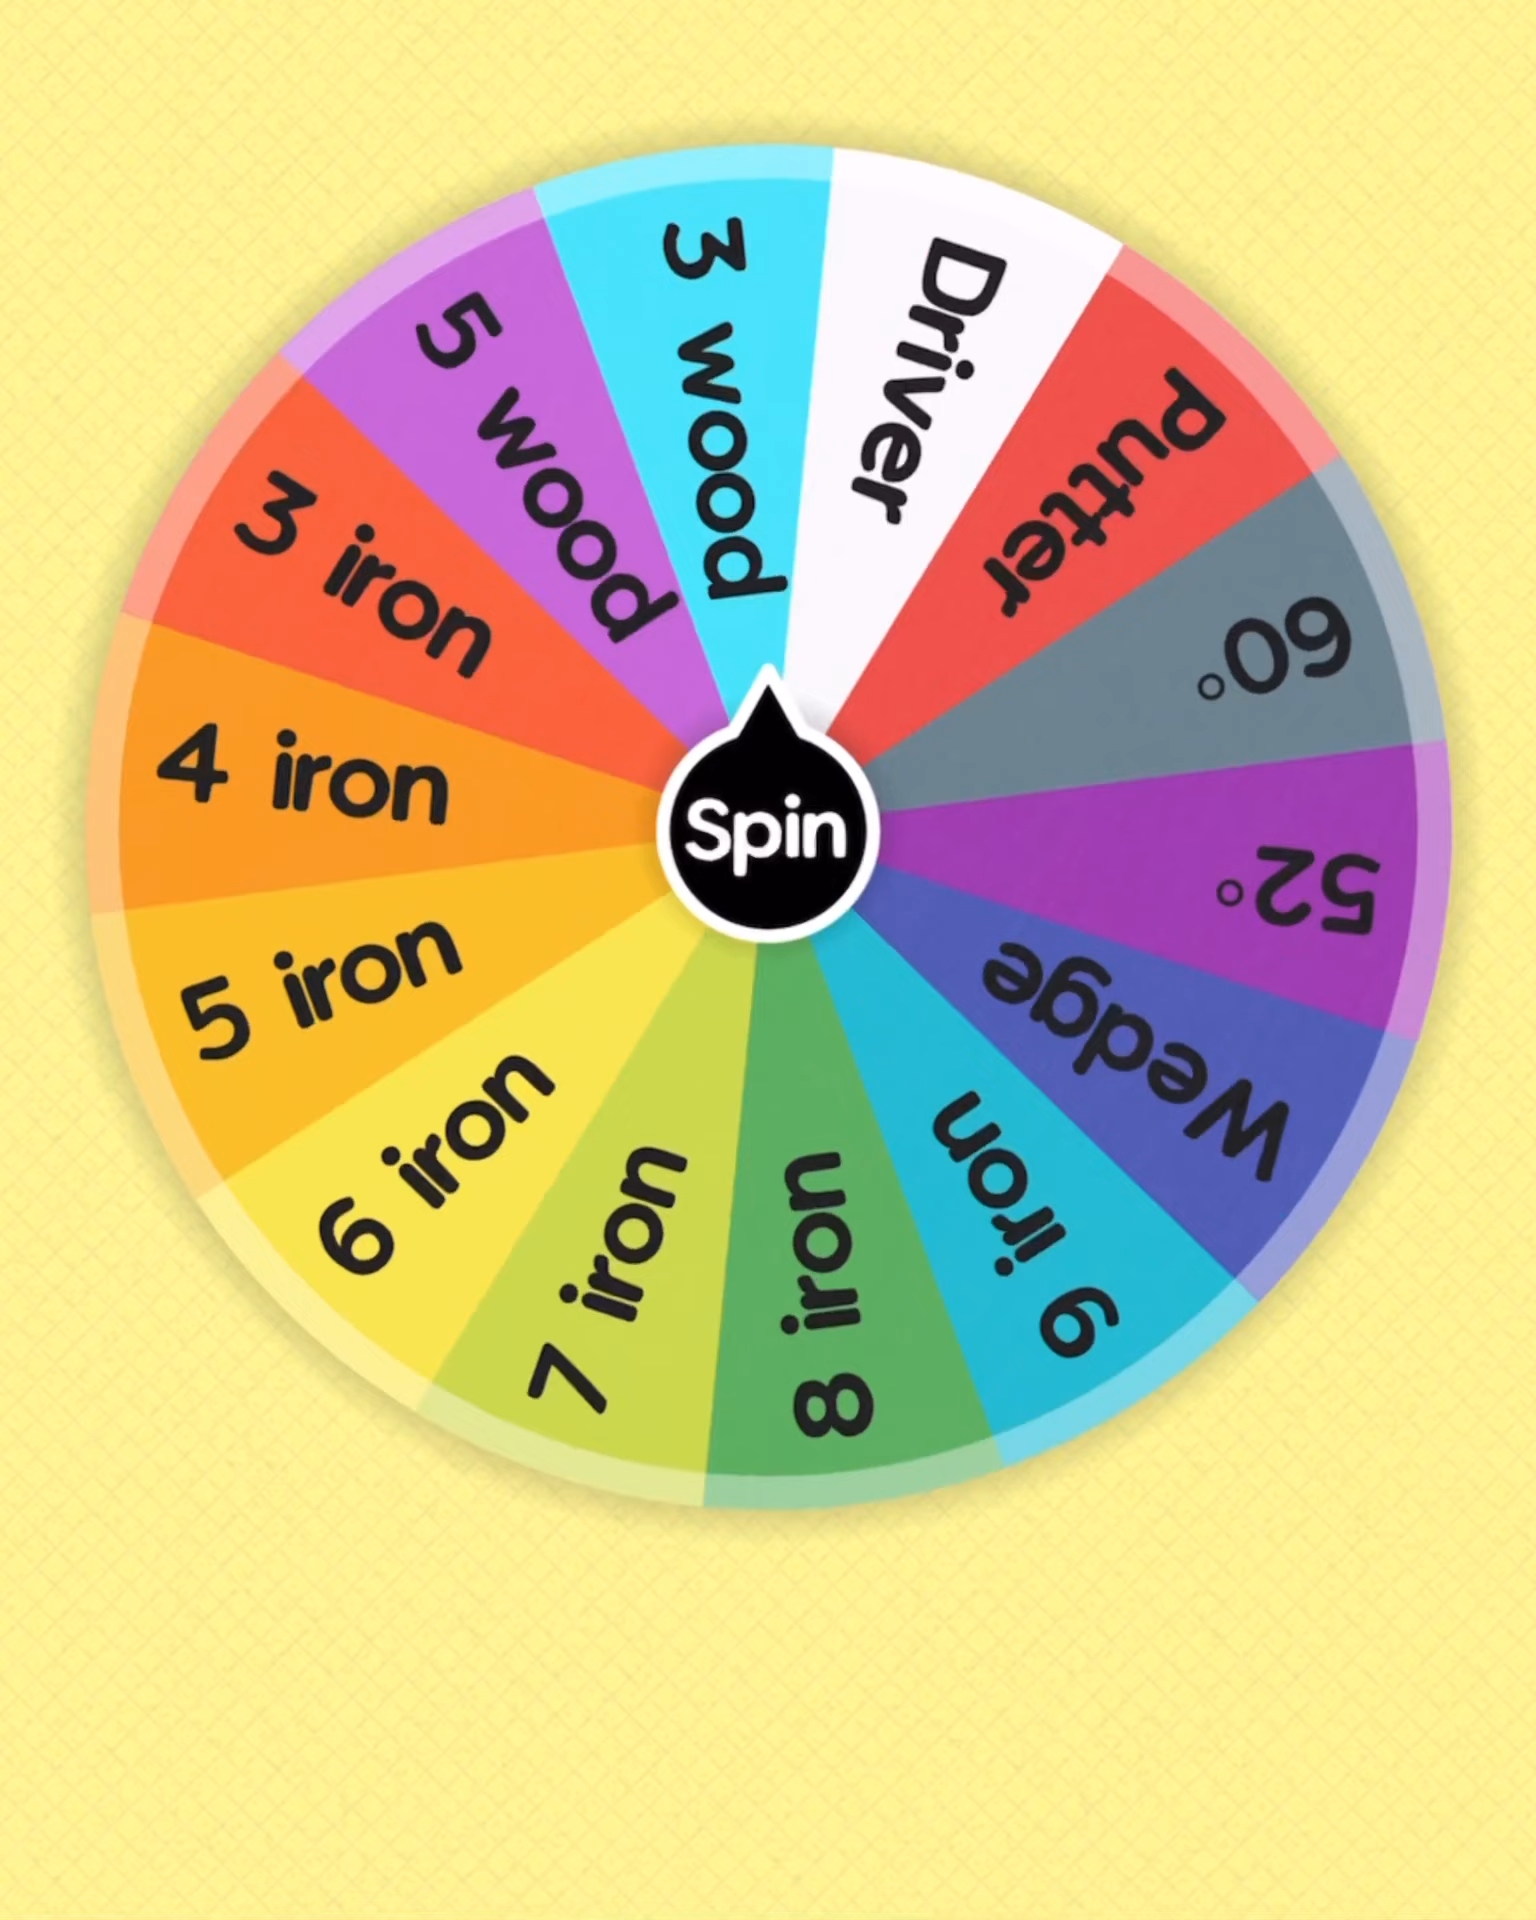 3 wood
Driver
Putter
60°
52°
Wedge
9 iron
8 iron
7 iron
6 iron
5 iron
4 iron
3 iron
5 wood
Spin